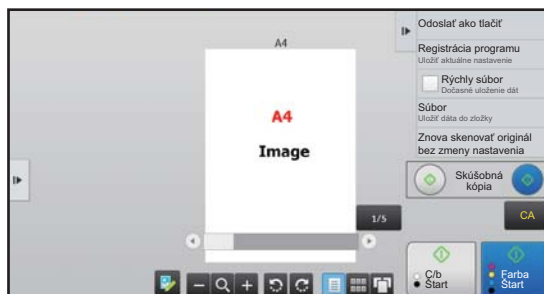 A4
A4
Image
1/5
Odoslať ako tlačiť
Registrácia programu
Uložiť aktuálne nastavenie
Rýchly súbor
Dočasné uloženie dát
Súbor
Uložiť dáta do zložky
Znova skenovať originál
bez zmeny nastavenia
Skúšobná
kópia
CA
C/b
Štart
Farba
Štart